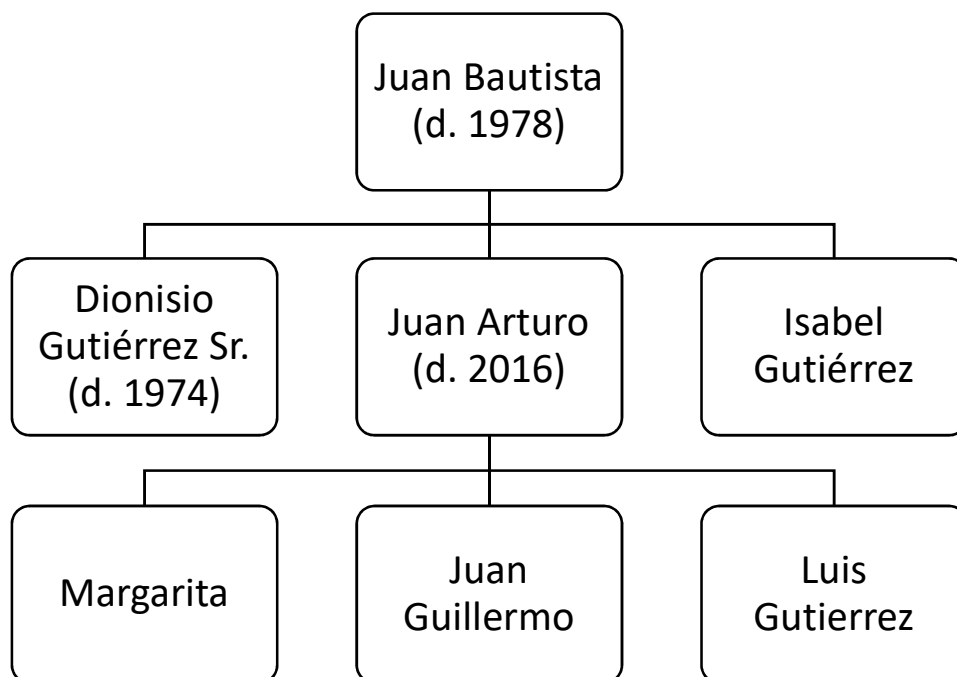 Juan Bautista
(d. 1978)
Dionisio
Gutiérrez Sr.
(d. 1974)
Juan Arturo
(d. 2016)
Isabel
Gutiérrez
Margarita
Juan
Guillermo
Luis
Gutierrez